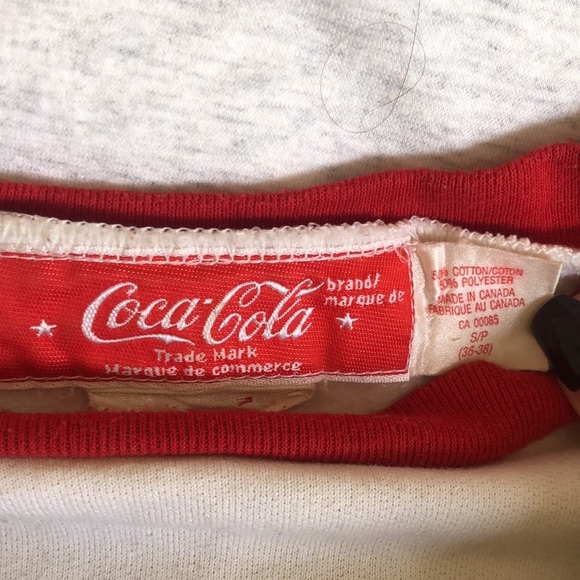 Coca-Cola
brand/
marque de
Trade Mark
Marque de commerce
50% COTTON/COTON
50% POLYESTER
MADE IN CANADA
FABRIQUE AU CANADA
CA 00085
S/P
(36-38)